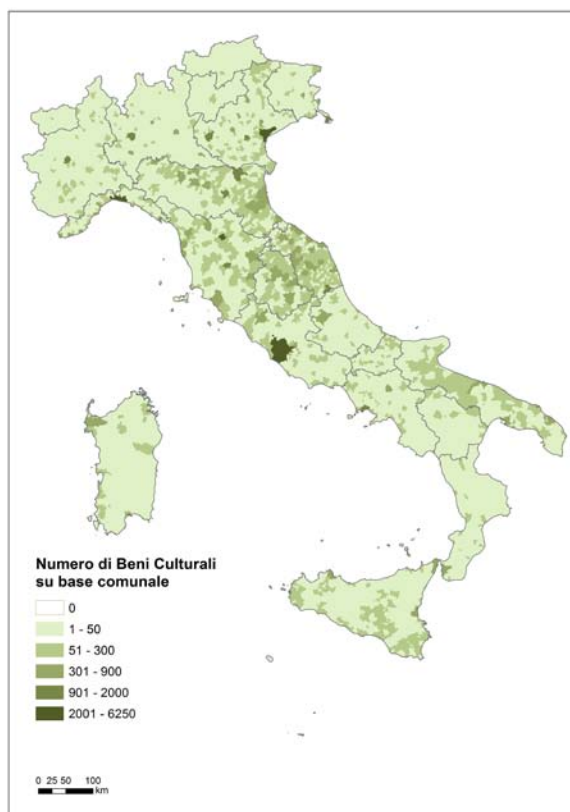 Numero di Beni Culturali
su base comunale
0
1 - 50
51 - 300
301 - 900
901 - 2000
2001 - 6250
0 25 50 100
km